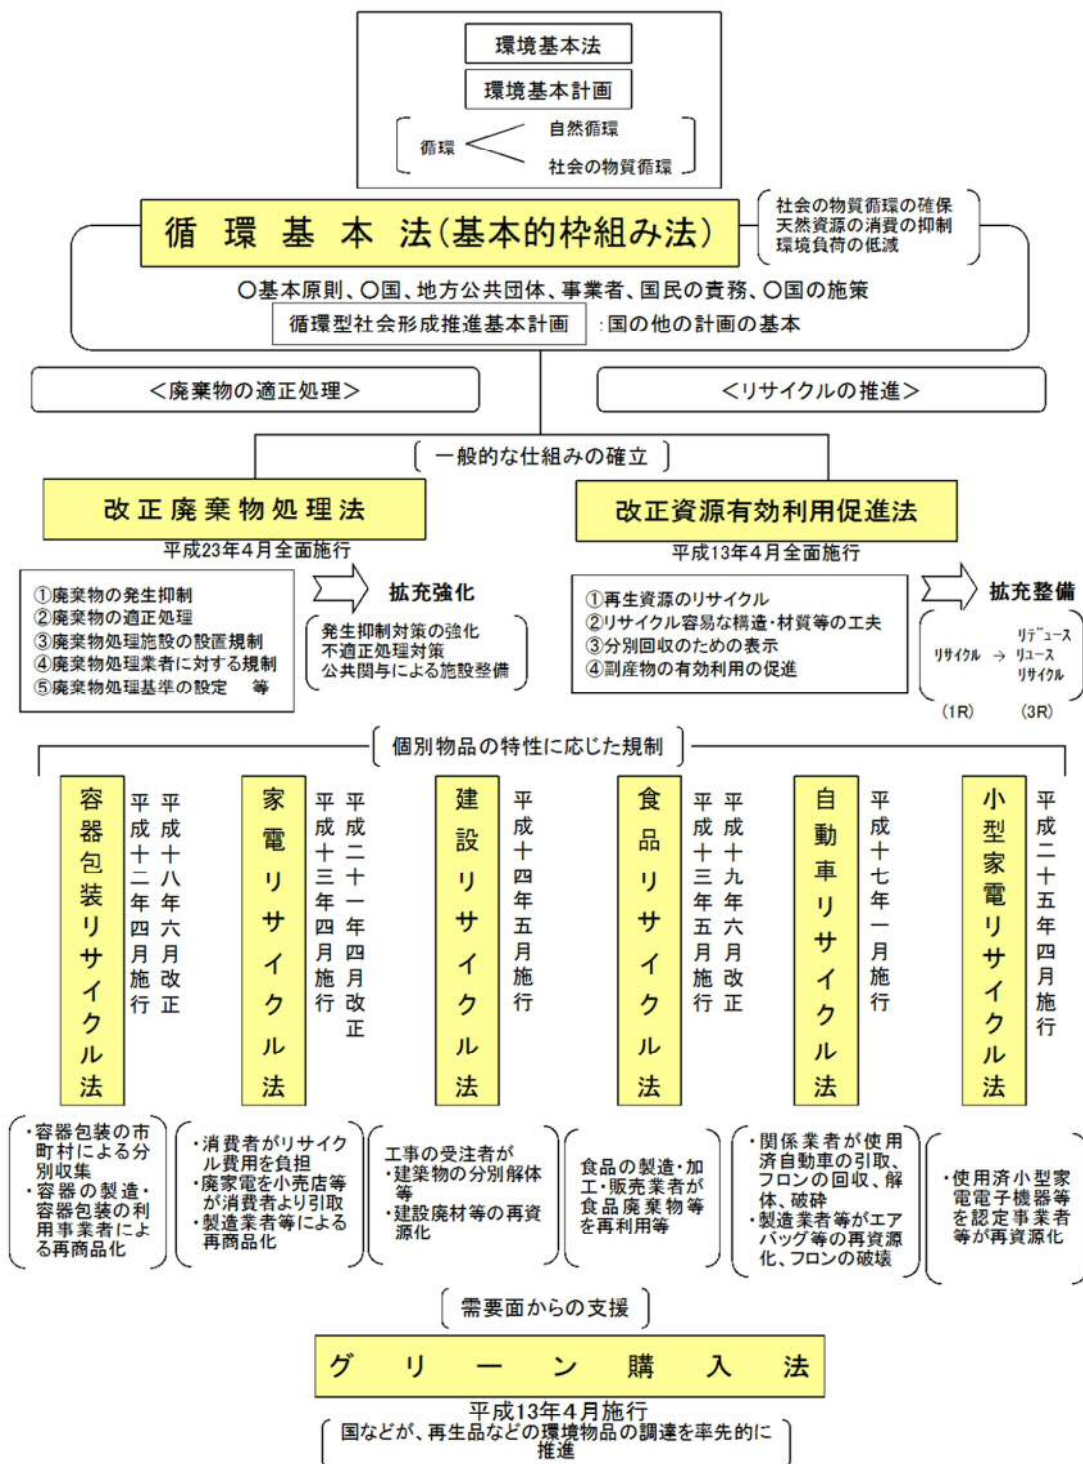 環境基本法
環境基本計画
循環
自然循環
社会の物質循環
循環基本法(基本的枠組み法)
社会の物質循環の確保
天然資源の消費の抑制
環境負荷の低減
〇基本原則、〇国、地方公共団体、事業者、国民の責務、〇国の施策
循環型社会形成推進基本計画 :国の他の計画の基本
<廃棄物の適正処理>
<リサイクルの推進>
一般的な仕組みの確立
改正廃棄物処理法
平成23年4月全面施行
①廃棄物の発生抑制
②廃棄物の適正処理
③廃棄物処理施設の設置規制
④廃棄物処理業者に対する規制
⑤廃棄物処理基準の設定 等
拡充強化
発生抑制対策の強化
不適正処理対策
公共関与による施設整備
改正資源有効利用促進法
平成13年4月全面施行
①再生資源のリサイクル
②リサイクル容易な構造・材質等の工夫
③分別回収のための表示
④副産物の有効利用の促進
拡充整備
リサイクル →
リデュース
リユース
リサイクル
(1R) (3R)
個別物品の特性に応じた規制
容器包装リサイクル法
平成十二年四月施行
平成十八年六月改正
家電リサイクル法
平成十三年四月施行
平成二十一年四月改正
建設リサイクル法
平成十四年五月施行
食品リサイクル法
平成十三年五月施行
平成十九年六月改正
自動車リサイクル法
平成十七年一月施行
小型家電リサイクル法
平成二十五年四月施行
・容器包装の市
町村による分
別収集
・容器の製造・
容器包装の利
用事業者によ
る再商品化
・消費者がリサイク
ル費用を負担
・廃家電を小売店等
が消費者より引取
・製造業者等による
再商品化
工事の受注者が
・建築物の分別解体
等
・建設廃材等の再資
源化
食品の製造・加
工・販売業者が
食品廃棄物等
を再利用等
・関係業者が使用
済自動車の引取、
フロンの回収、解
体、破砕
・製造業者等がエア
バッグ等の再資源
化、フロンの破壊
・使用済小型家
電電子機器等
を認定事業者
等が再資源化
需要面からの支援
グリーン購入法
平成13年4月施行
国などが、再生品などの環境物品の調達を率先的に
推進